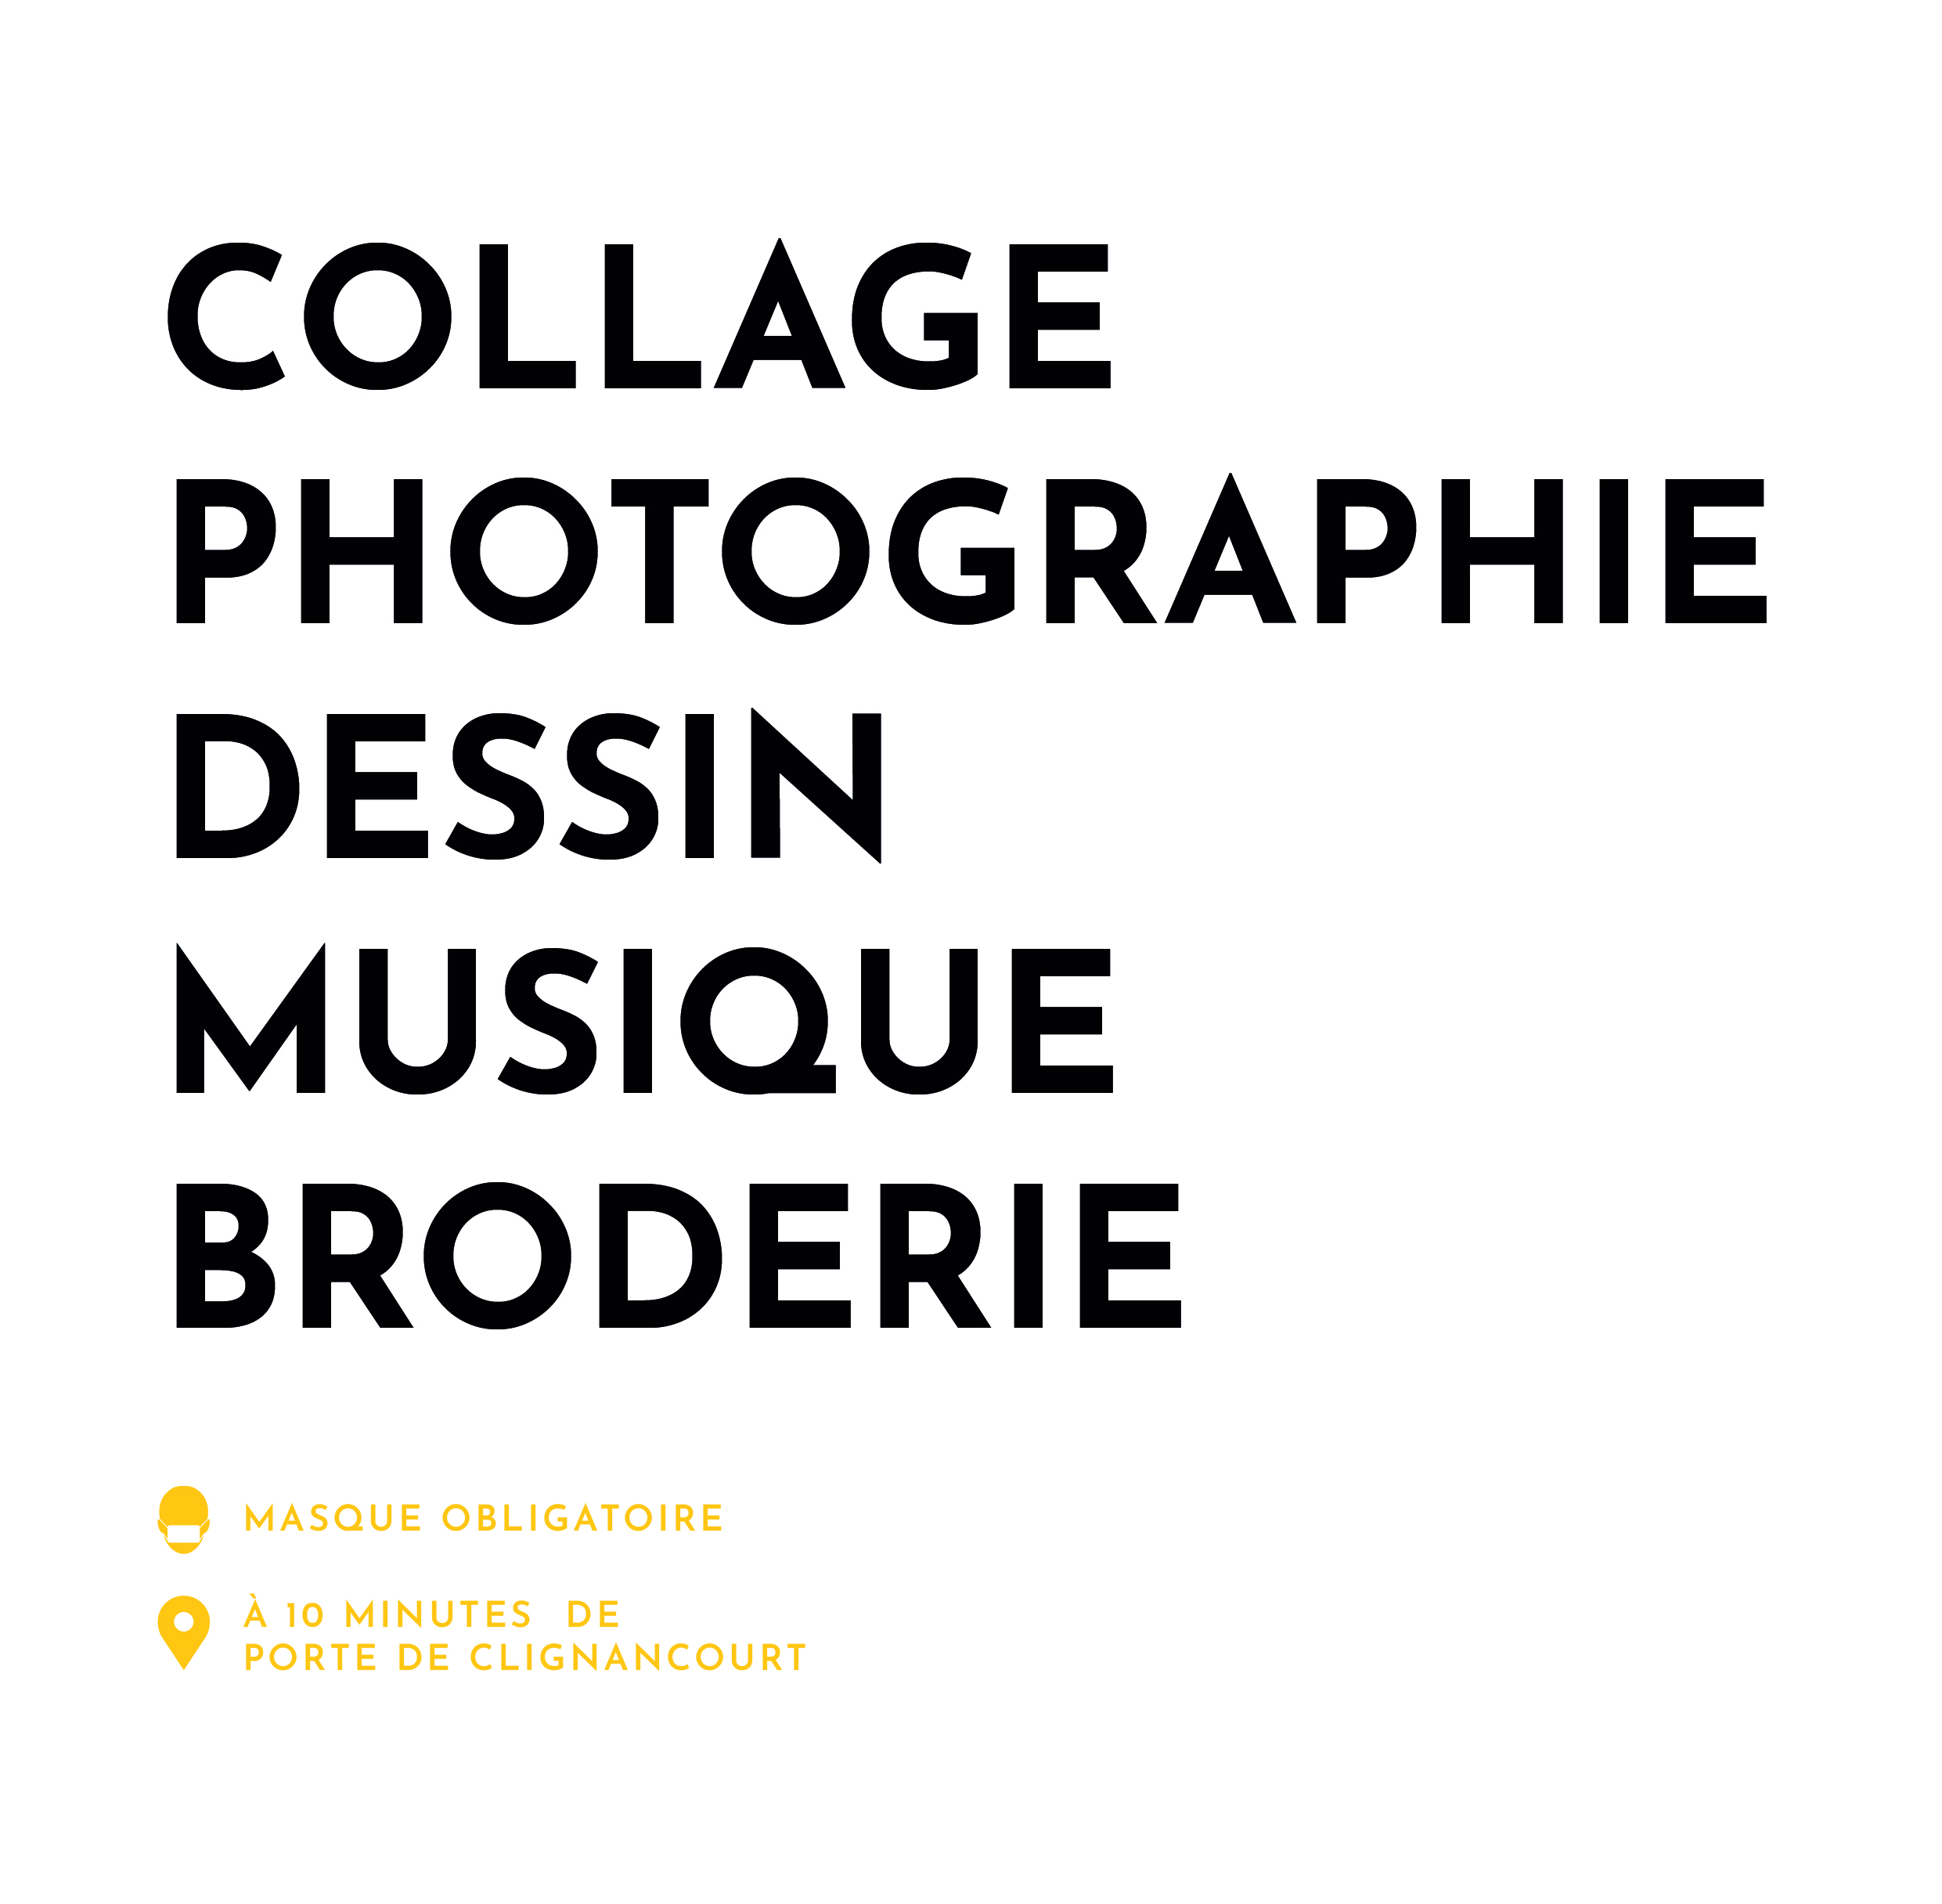 COLLAGE
PHOTOGRAPHIE
DESSIN
MUSIQUE
BRODERIE
MASQUE OBLIGATOIRE
À 10 MINUTES DE
PORTE DE CLIGNANCOURT